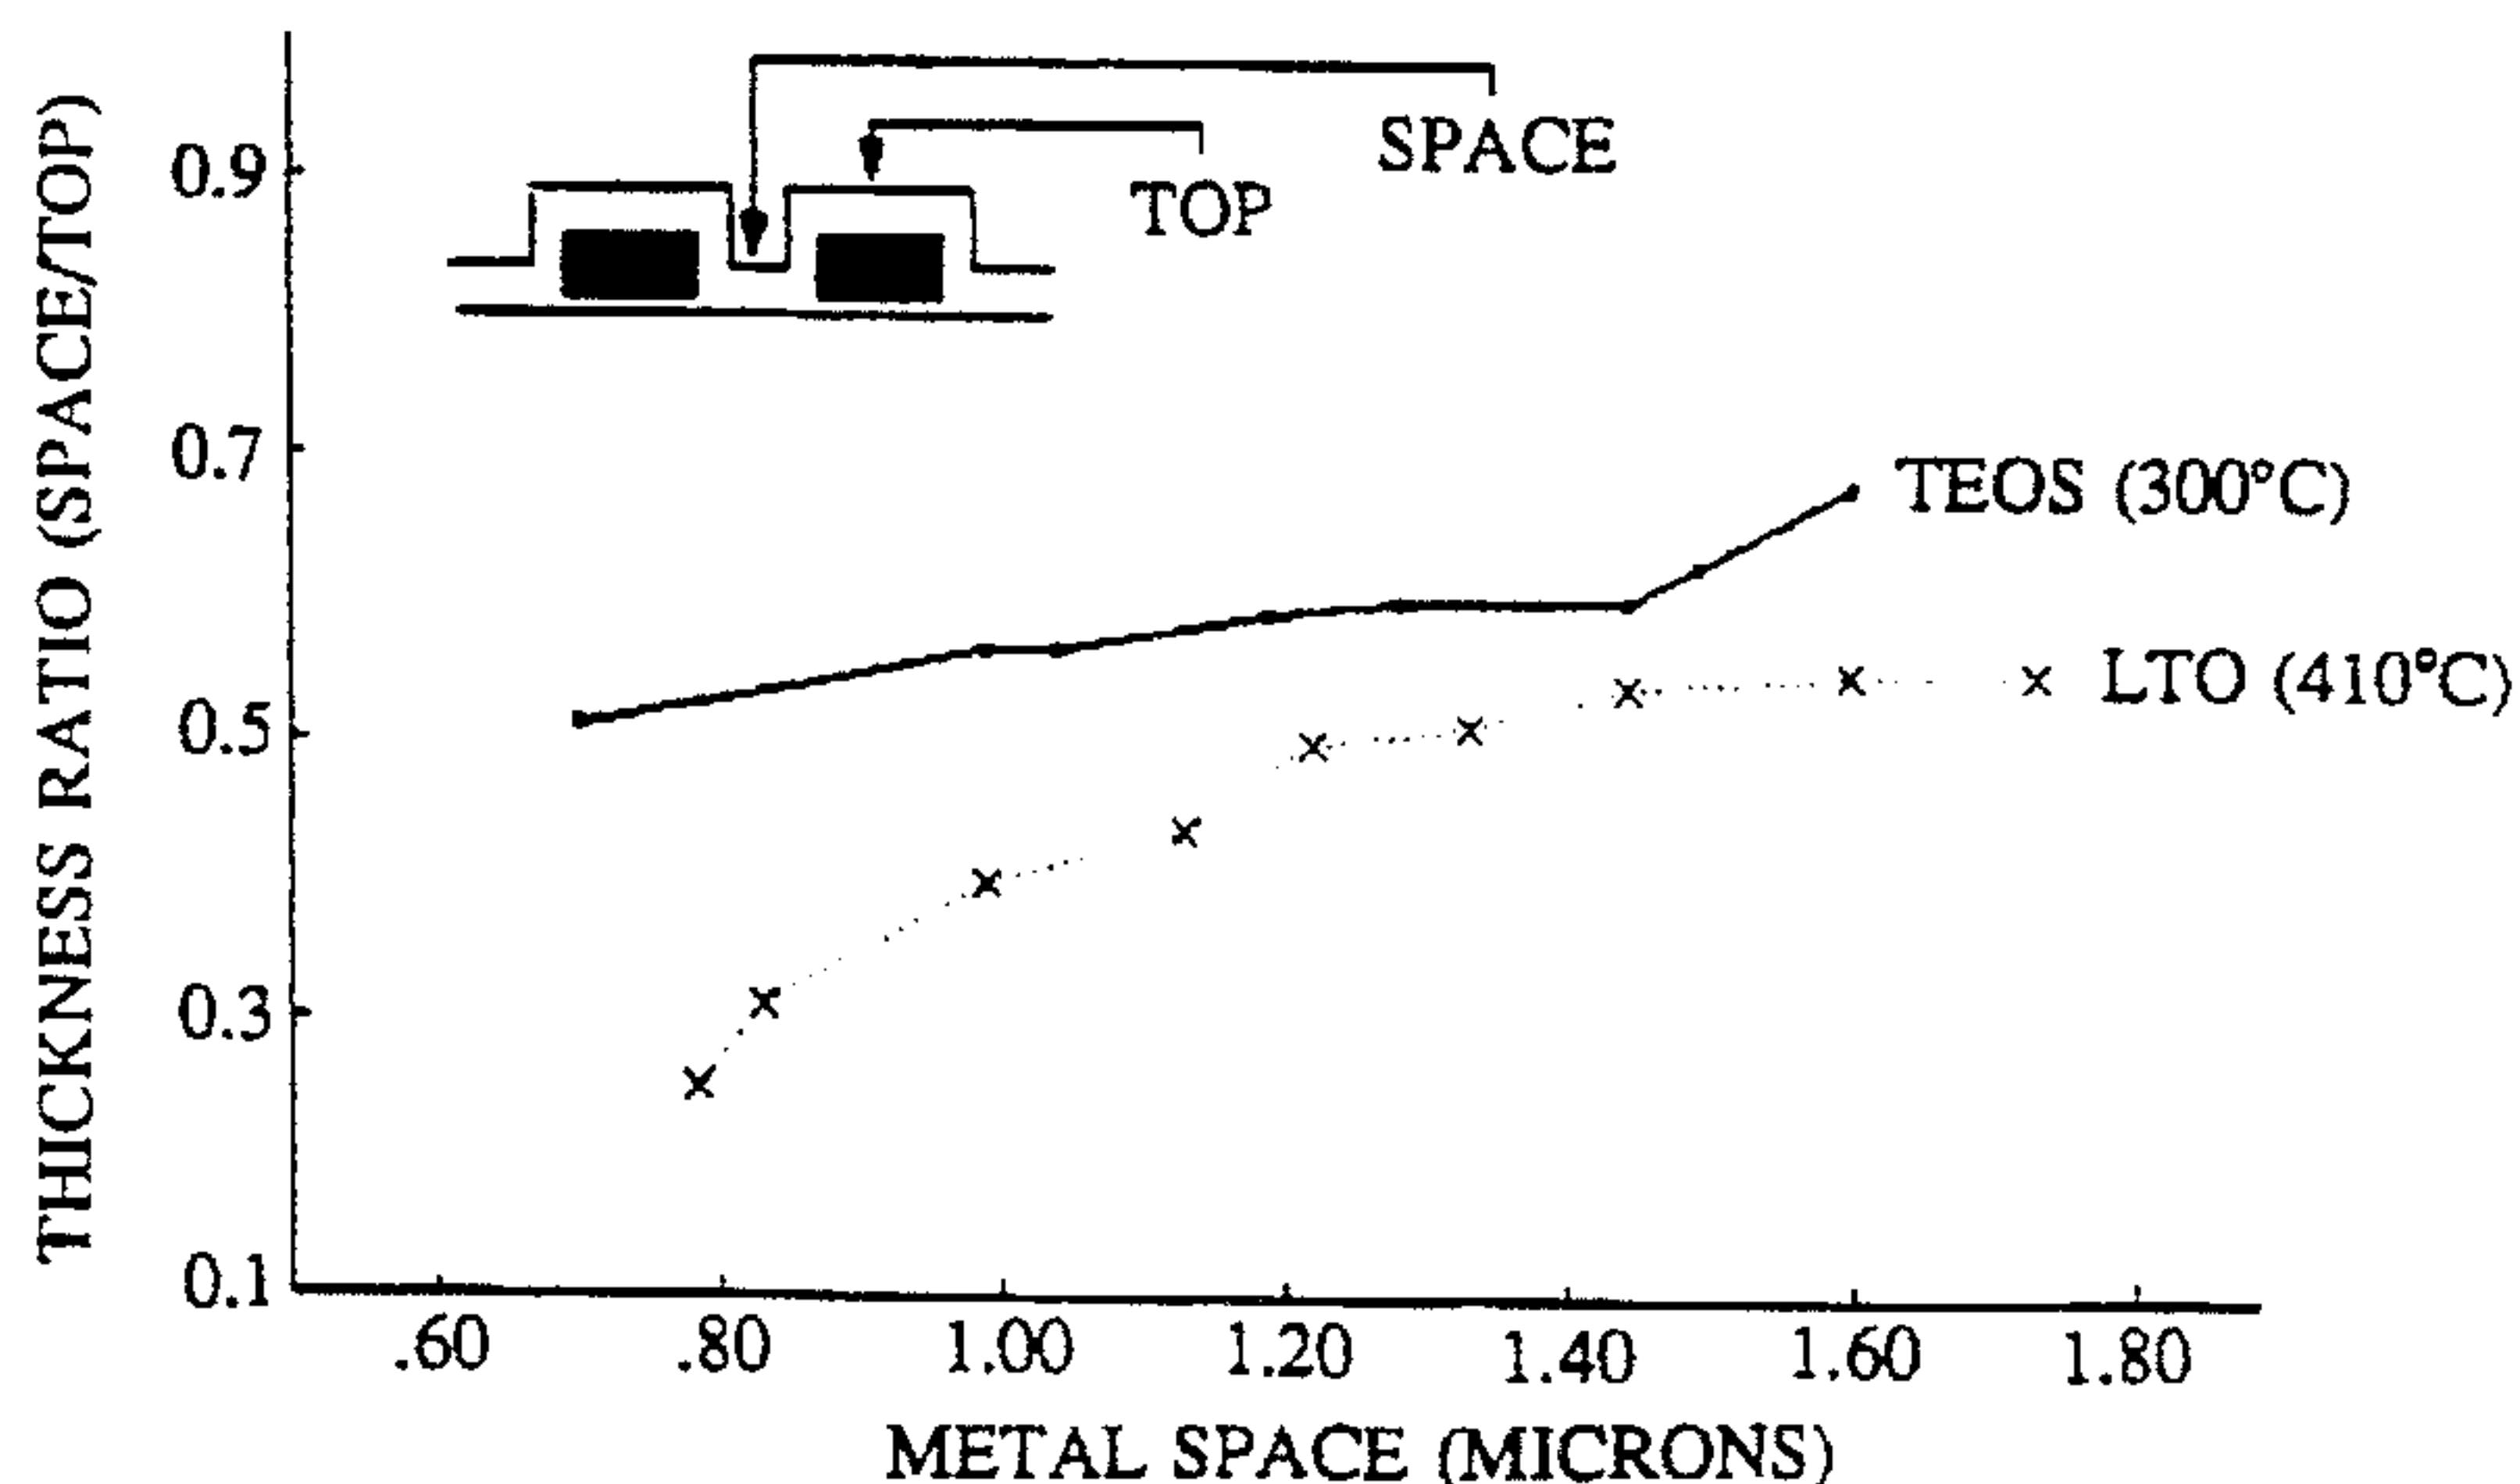 THICKNESS RATIO (SPACE/TOP)
SPACE
TOP
0.9
0.7
0.5
0.3
0.1
TEOS (300°C)
LTO (410°C)
.60 .80 1.00 1.20 1.40 1.60 1.80
METAL SPACE (MICRONS)